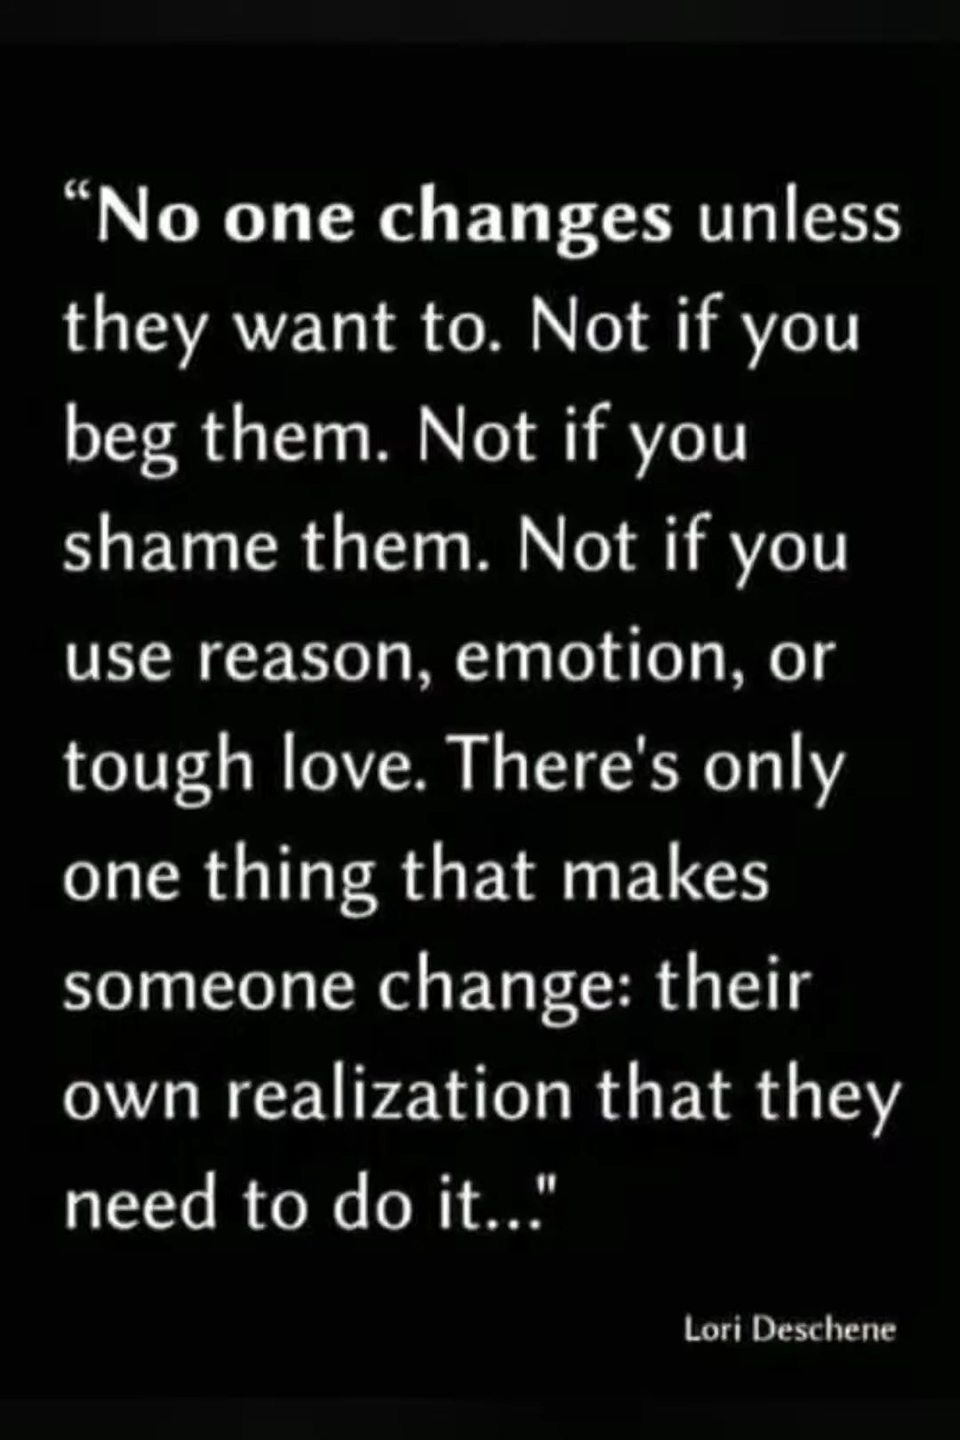 “No one changes unless
they want to. Not if you
beg them. Not if you
shame them. Not if you
use reason, emotion, or
tough love. There's only
one thing that makes
someone change: their
own realization that they
need to do it..."
Lori Deschene